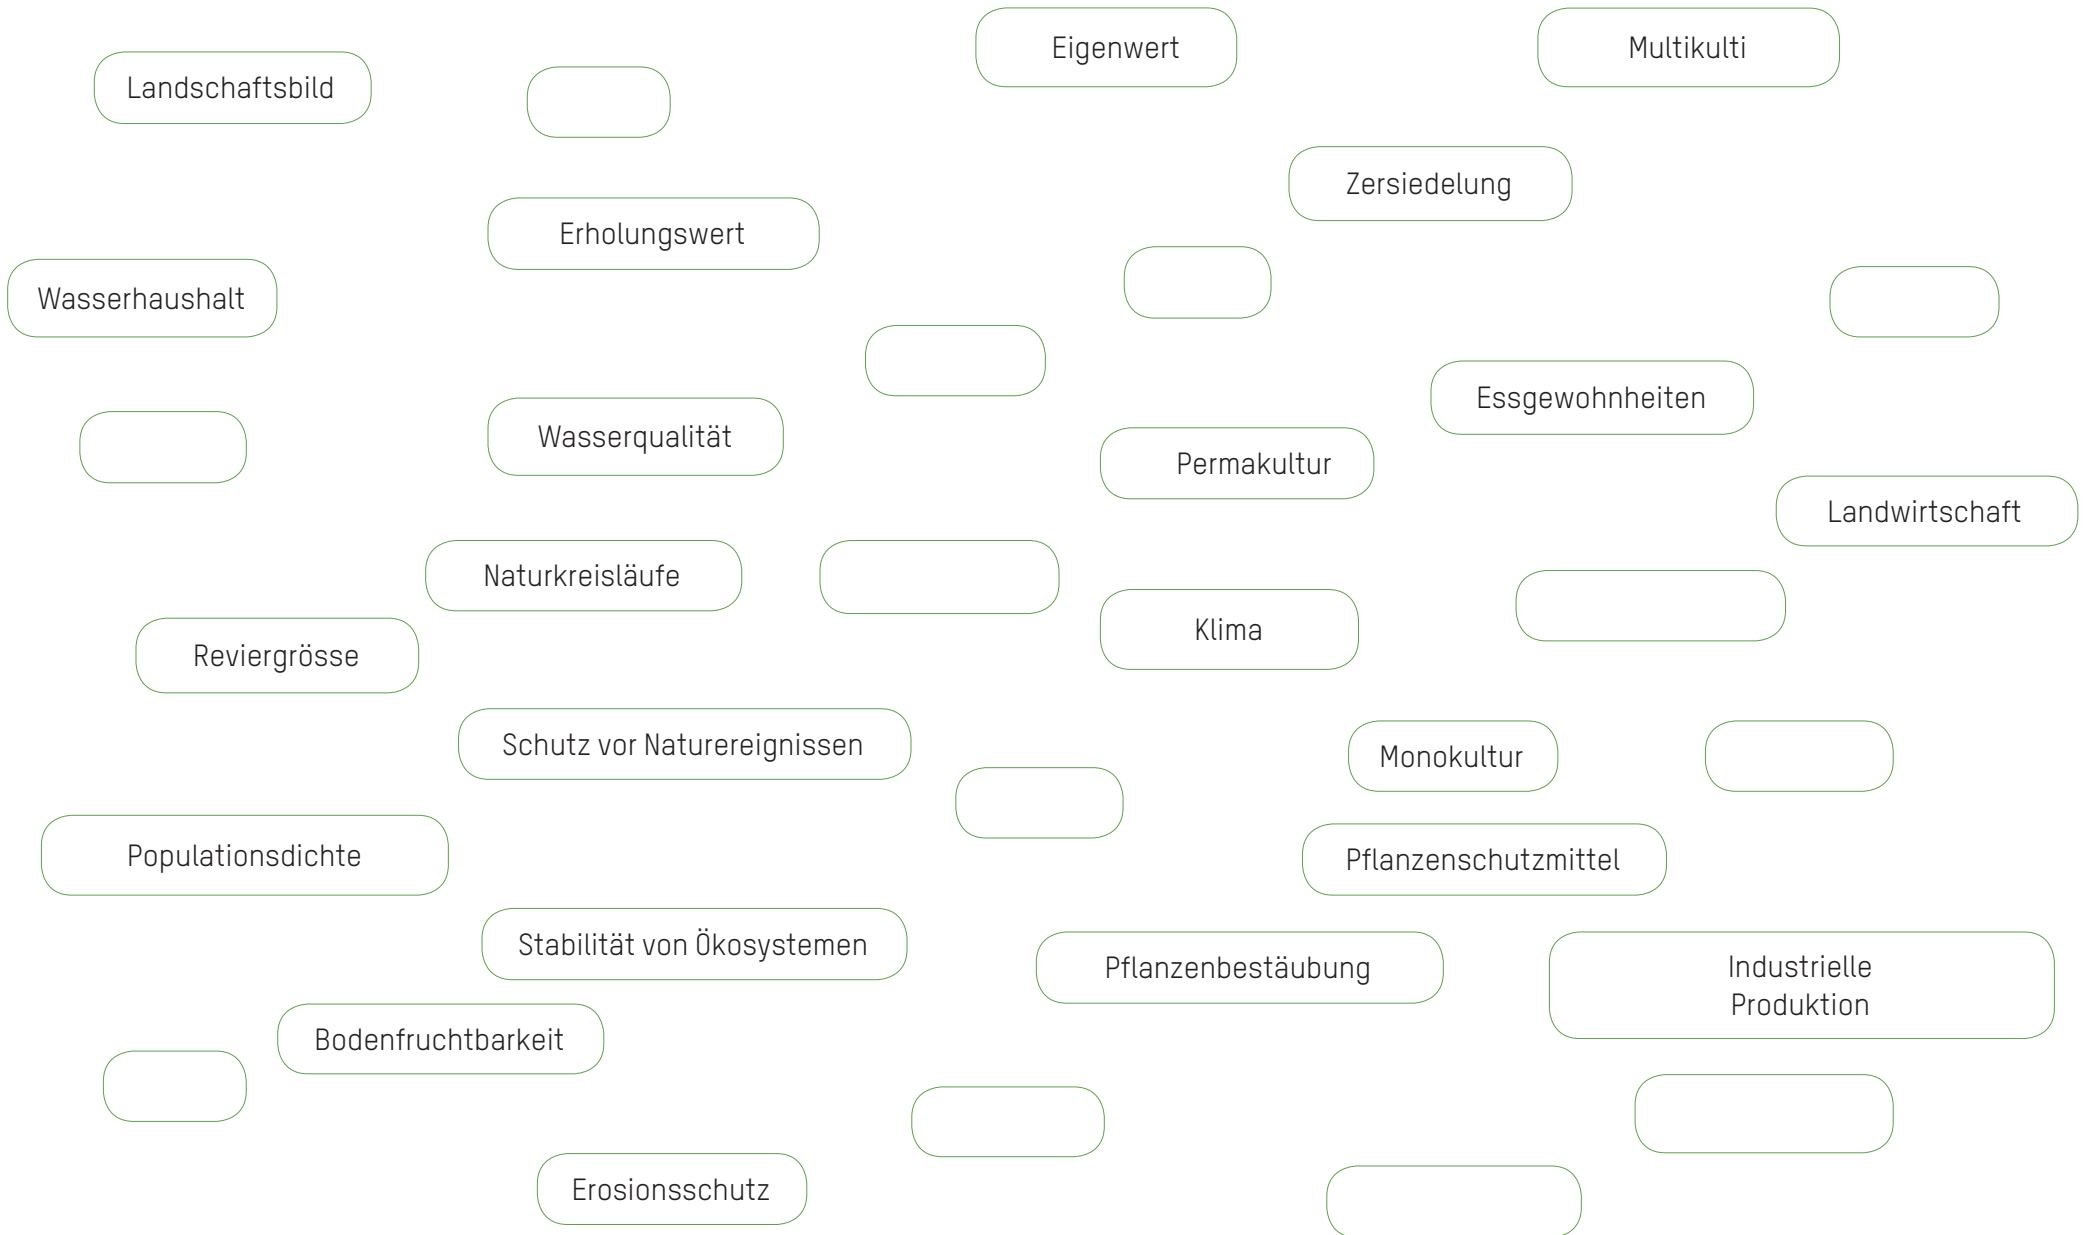 Eigenwert
Multikulti
Landschaftsbild
Zersiedelung
Erholungswert
Wasserhaushalt
Essgewohnheiten
Wasserqualität
Permakultur
Landwirtschaft
Naturkreisläufe
Klima
Reviergrösse
Schutz vor Naturereignissen
Monokultur
Populationsdichte
Pflanzenschutzmittel
Stabilität von Ökosystemen
Pflanzenbestäubung
Industrielle
Produktion
Bodenfruchtbarkeit
Erosionsschutz